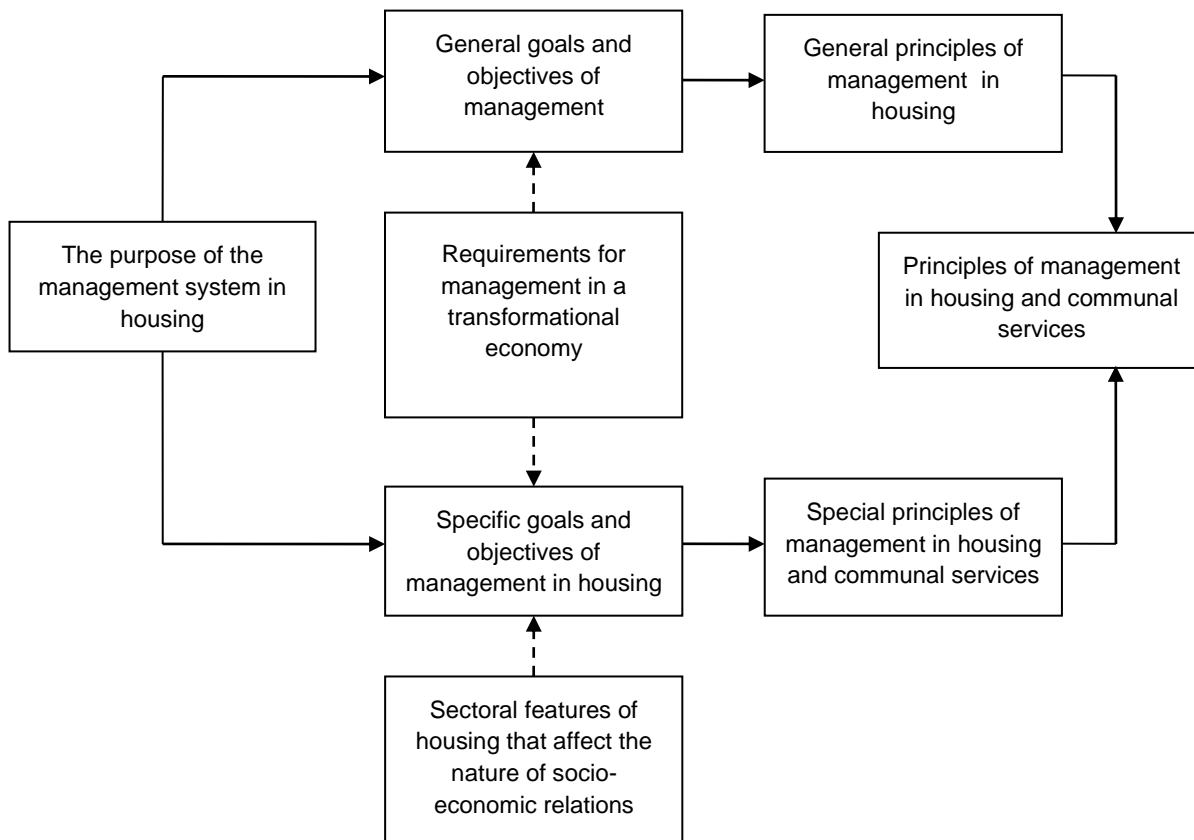 General goals and
objectives of
management
General principles of
management in
housing
The purpose of the
management system in
housing
Requirements for
management in a
transformational
economy
Principles of management
in housing and communal
services
Specific goals and
objectives of
management in housing
Special principles of
management in housing
and communal services
Sectoral features of
housing that affect the
nature of socio-
economic relations